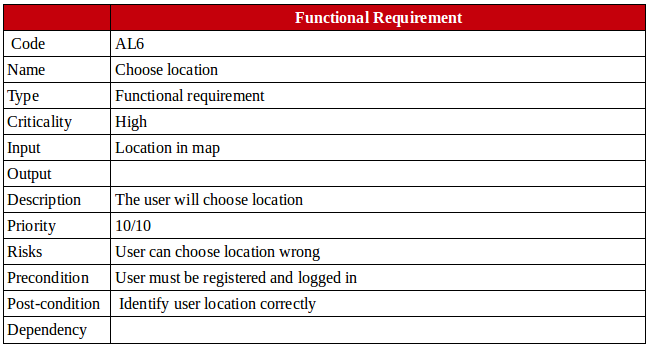 Functional Requirement
Code AL6
Name Choose location
Type Functional requirement
Criticality High
Input Location in map
Output
Description The user will choose location
Priority 10/10
Risks User can choose location wrong
Precondition User must be registered and logged in
Post-condition Identify user location correctly
Dependency